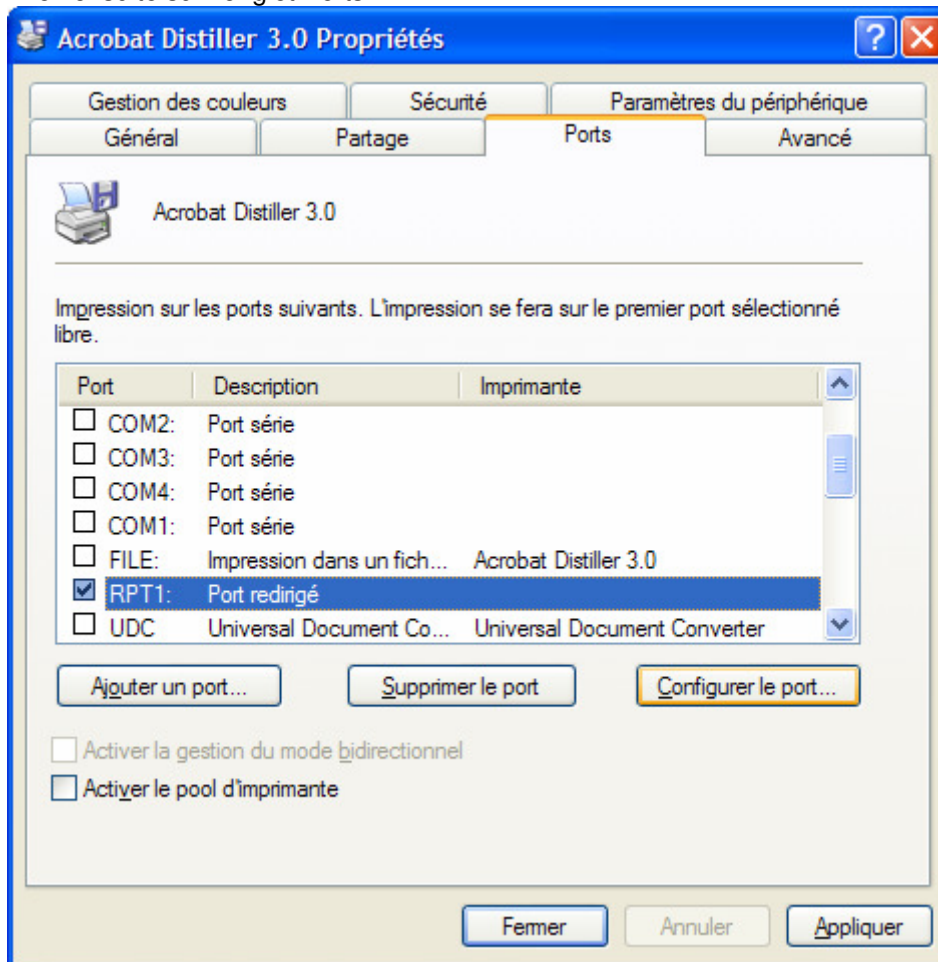 Acrobat Distiller 3.0 Propriétés
Gestion des couleurs Sécurité Paramètres du périphérique
Général Partage Ports Avancé
Acrobat Distiller 3.0
Impression sur les ports suivants. L'impression se fera sur le premier port sélectionné
libre.
Port Description Imprimante
COM2: Port série
COM3: Port série
COM4: Port série
COM1: Port série
FILE: Impression dans un fich... Acrobat Distiller 3.0
RPT1: Port redirigé
UDC Universal Document Co... Universal Document Converter
Ajouter un port... Supprimer le port Configurer le port...
Activer la gestion du mode bidirectionnel
Activer le pool d'imprimante
Fermer Annuler Appliquer